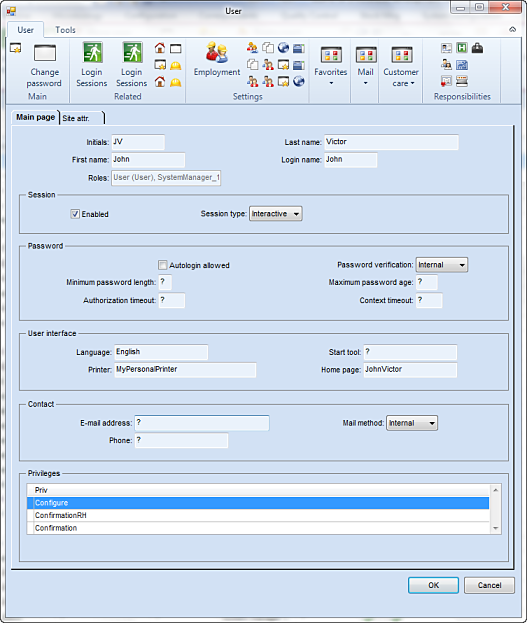 User
User Tools
Change password
Login Sessions
Login Sessions
Employment
Favorites
Mail
Customer care
Main Related Settings Responsibilities
Main page Site attr.
Initials: JV Last name: Victor
First name: John Login name: John
Roles: User (User), SystemManager_1
Session
Enabled Session type: Interactive
Password
Autologin allowed Password verification: Internal
Minimum password length: ? Maximum password age: ?
Authorization timeout: ? Context timeout: ?
User interface
Language: English Start tool: ?
Printer: MyPersonalPrinter Home page: JohnVictor
Contact
E-mail address: ? Mail method: Internal
Phone: ?
Privileges
Priv
Configure
ConfirmationRH
Confirmation
OK Cancel